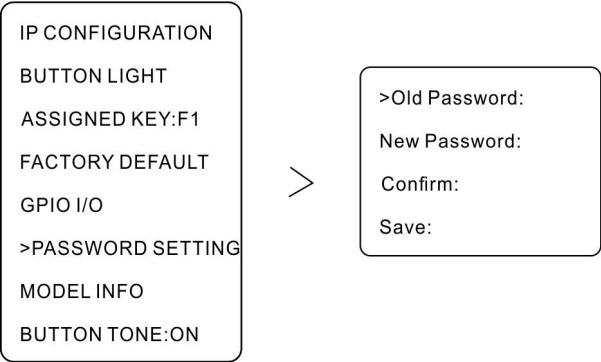 IP CONFIGURATION
BUTTON LIGHT
ASSIGNED KEY:F1
FACTORY DEFAULT
GPIO I/O
>PASSWORD SETTING
MODEL INFO
BUTTON TONE:ON
>
>Old Password:
New Password:
Confirm:
Save: